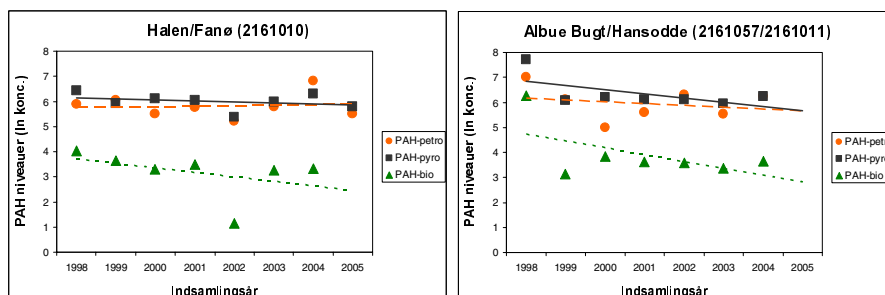 Halen/Fanø (2161010)
PAH niveauer (ln konc.)
8
7
6
5
4
3
2
1
0
1998 1999 2000 2001 2002 2003 2004 2005
Indsamlingsår
PAH-petro
PAH-pyro
PAH-bio
Albue Bugt/Hansodde (2161057/2161011)
PAH niveauer (ln konc.)
8
7
6
5
4
3
2
1
0
1998 1999 2000 2001 2002 2003 2004 2005
Indsamlingsår
PAH-petr
PAH-pyro
PAH-bio